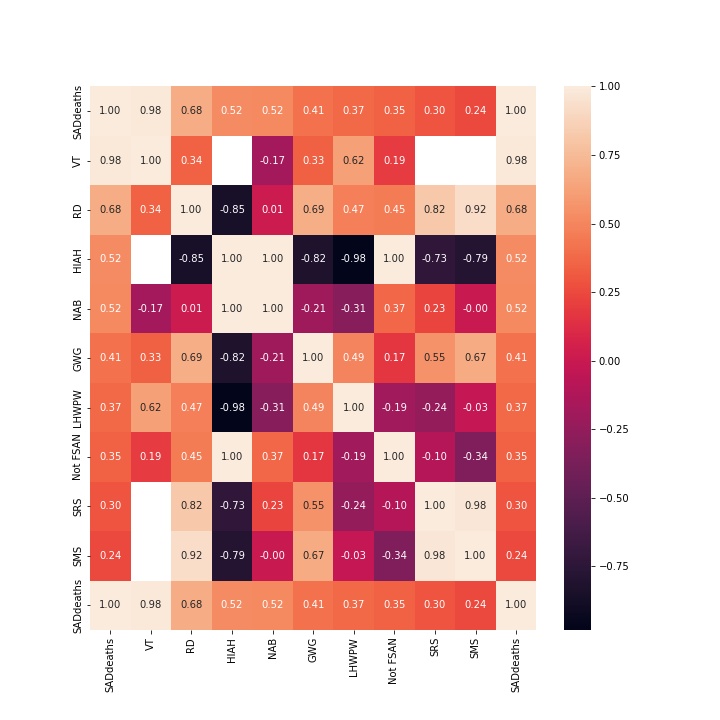 SADdeaths 1.00 0.98 0.68 0.52 0.52 0.41 0.37 0.35 0.30 0.24 1.00
VT 0.98 1.00 0.34 -0.17 0.33 0.62 0.19 0.98
RD 0.68 0.34 1.00 -0.85 0.01 0.69 0.47 0.45 0.82 0.92 0.68
HIAH 0.52 -0.85 1.00 1.00 -0.82 -0.98 1.00 -0.73 -0.79 0.52
NAB 0.52 -0.17 0.01 1.00 1.00 -0.21 -0.31 0.37 0.23 -0.00 0.52
GWG 0.41 0.33 0.69 -0.82 -0.21 1.00 0.49 0.17 0.55 0.67 0.41
LHWPW 0.37 0.62 0.47 -0.98 -0.31 0.49 1.00 -0.19 -0.24 -0.03 0.37
Not FSAN 0.35 0.19 0.45 1.00 0.37 0.17 -0.19 1.00 -0.10 -0.34 0.35
SRS 0.30 0.82 -0.73 0.23 0.55 -0.24 -0.10 1.00 0.98 0.30
SMS 0.24 0.92 -0.79 -0.00 0.67 -0.03 -0.34 0.98 1.00 0.24
SADdeaths 1.00 0.98 0.68 0.52 0.52 0.41 0.37 0.35 0.30 0.24 1.00
SADdeaths VT RD HIAH NAB GWG LHWPW Not FSAN SRS SMS SADdeaths
1.00
0.75
0.50
0.25
0.00
−0.25
−0.50
−0.75